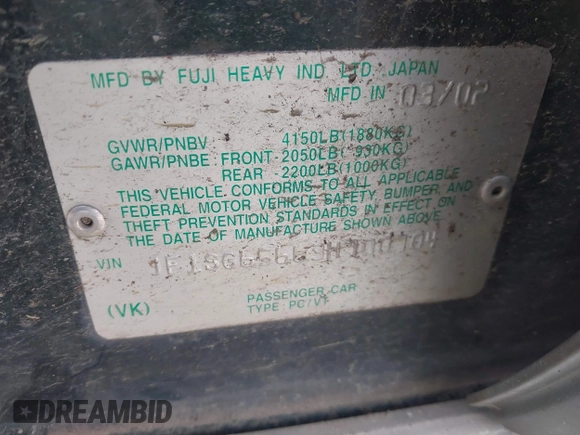 MFD BY FUJI HEAVY IND. LTD. JAPAN
MFD IN 03/02
GVWR/PNBV 4150LB(1880KG)
GAWR/PNBE FRONT 2050LB( 930KG)
REAR 2200LB(1000KG)
THIS VEHICLE CONFORMS TO ALL APPLICABLE
FEDERAL MOTOR VEHICLE SAFETY, BUMPER, AND
THEFT PREVENTION STANDARDS IN EFFECT ON
THE DATE OF MANUFACTURE SHOWN ABOVE.
VIN
(VK)
PASSENGER CAR
TYPE: PC/V
DREAMBID